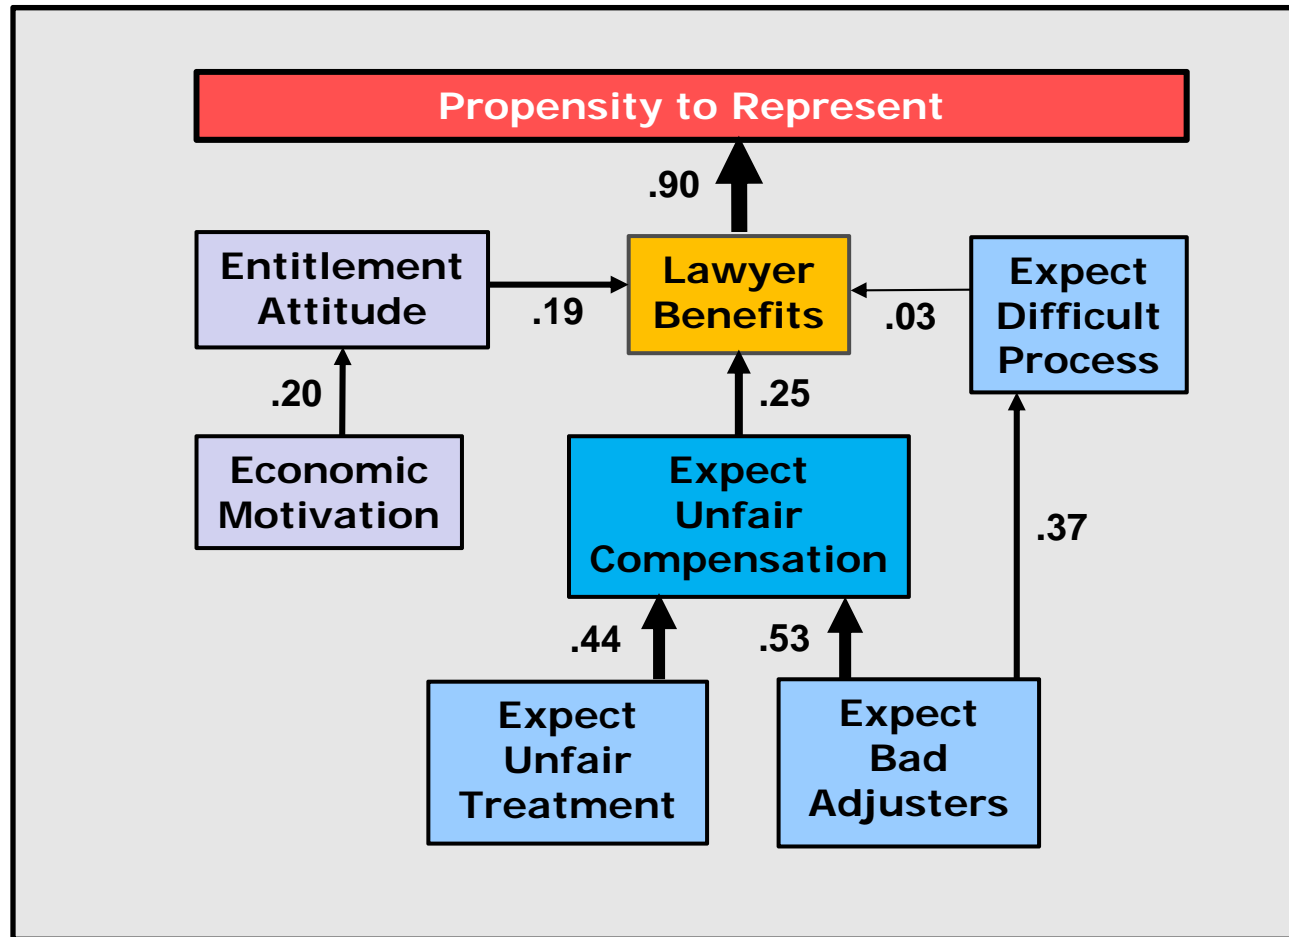 Propensity to Represent
.90
Entitlement
Attitude
.19
Lawyer
Benefits
.03
Expect
Difficult
Process
.20
.25
Economic
Motivation
Expect
Unfair
Compensation
.37
.44
.53
Expect
Unfair
Treatment
Expect
Bad
Adjusters